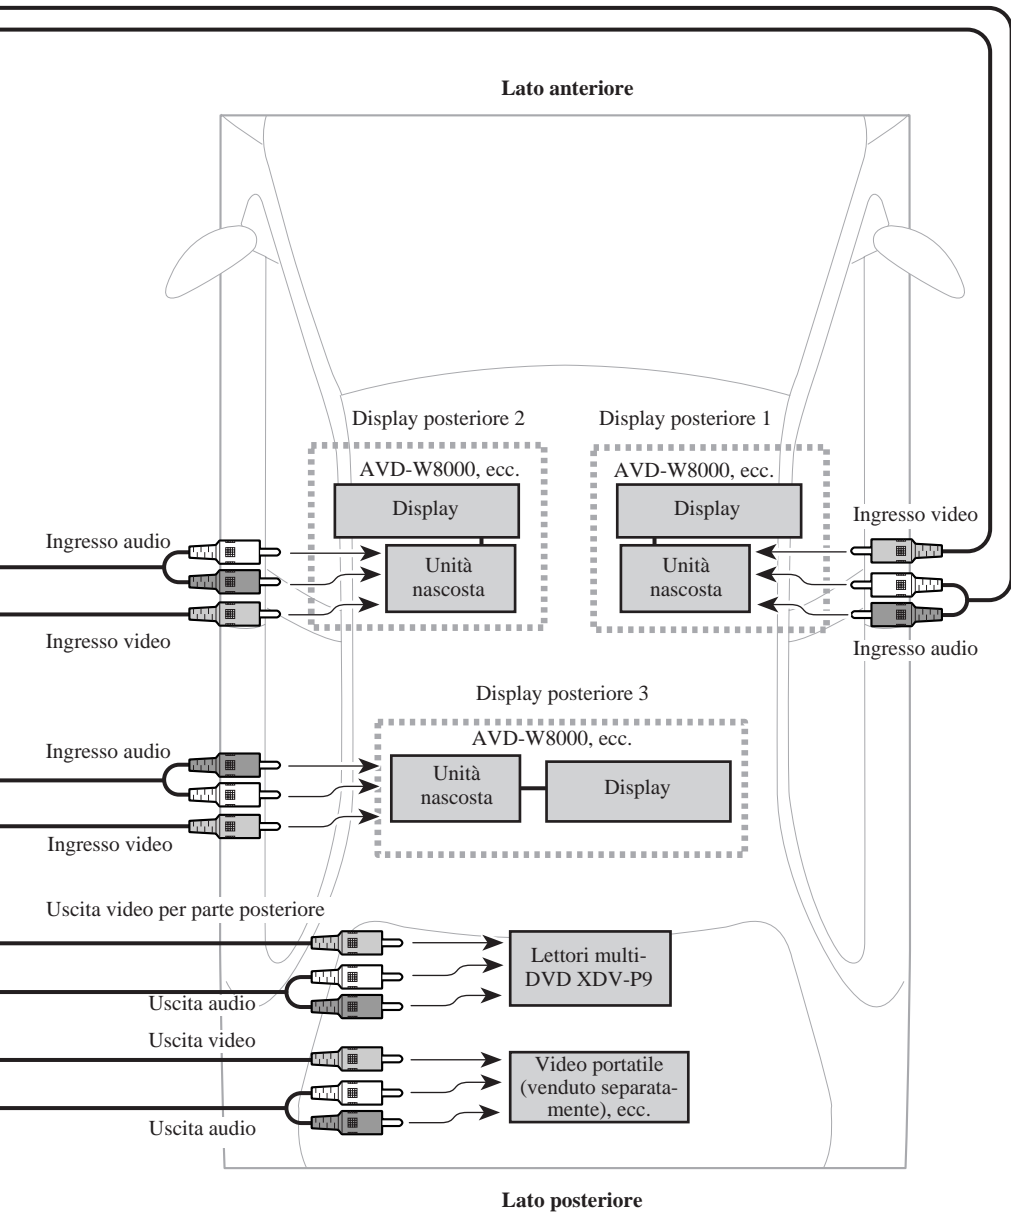 Lato anteriore
Display posteriore 2
Display posteriore 1
AVD-W8000, ecc.
AVD-W8000, ecc.
Display
Display
Ingresso video
Ingresso audio
Unità
nascosta
Unità
nascosta
Ingresso video
Ingresso audio
Display posteriore 3
AVD-W8000, ecc.
Ingresso audio
Unità
nascosta
Display
Ingresso video
Uscita video per parte posteriore
Lettori multi-
DVD XDV-P9
Uscita audio
Uscita video
Video portatile
(venduto separata-
mente), ecc.
Uscita audio
Lato posteriore